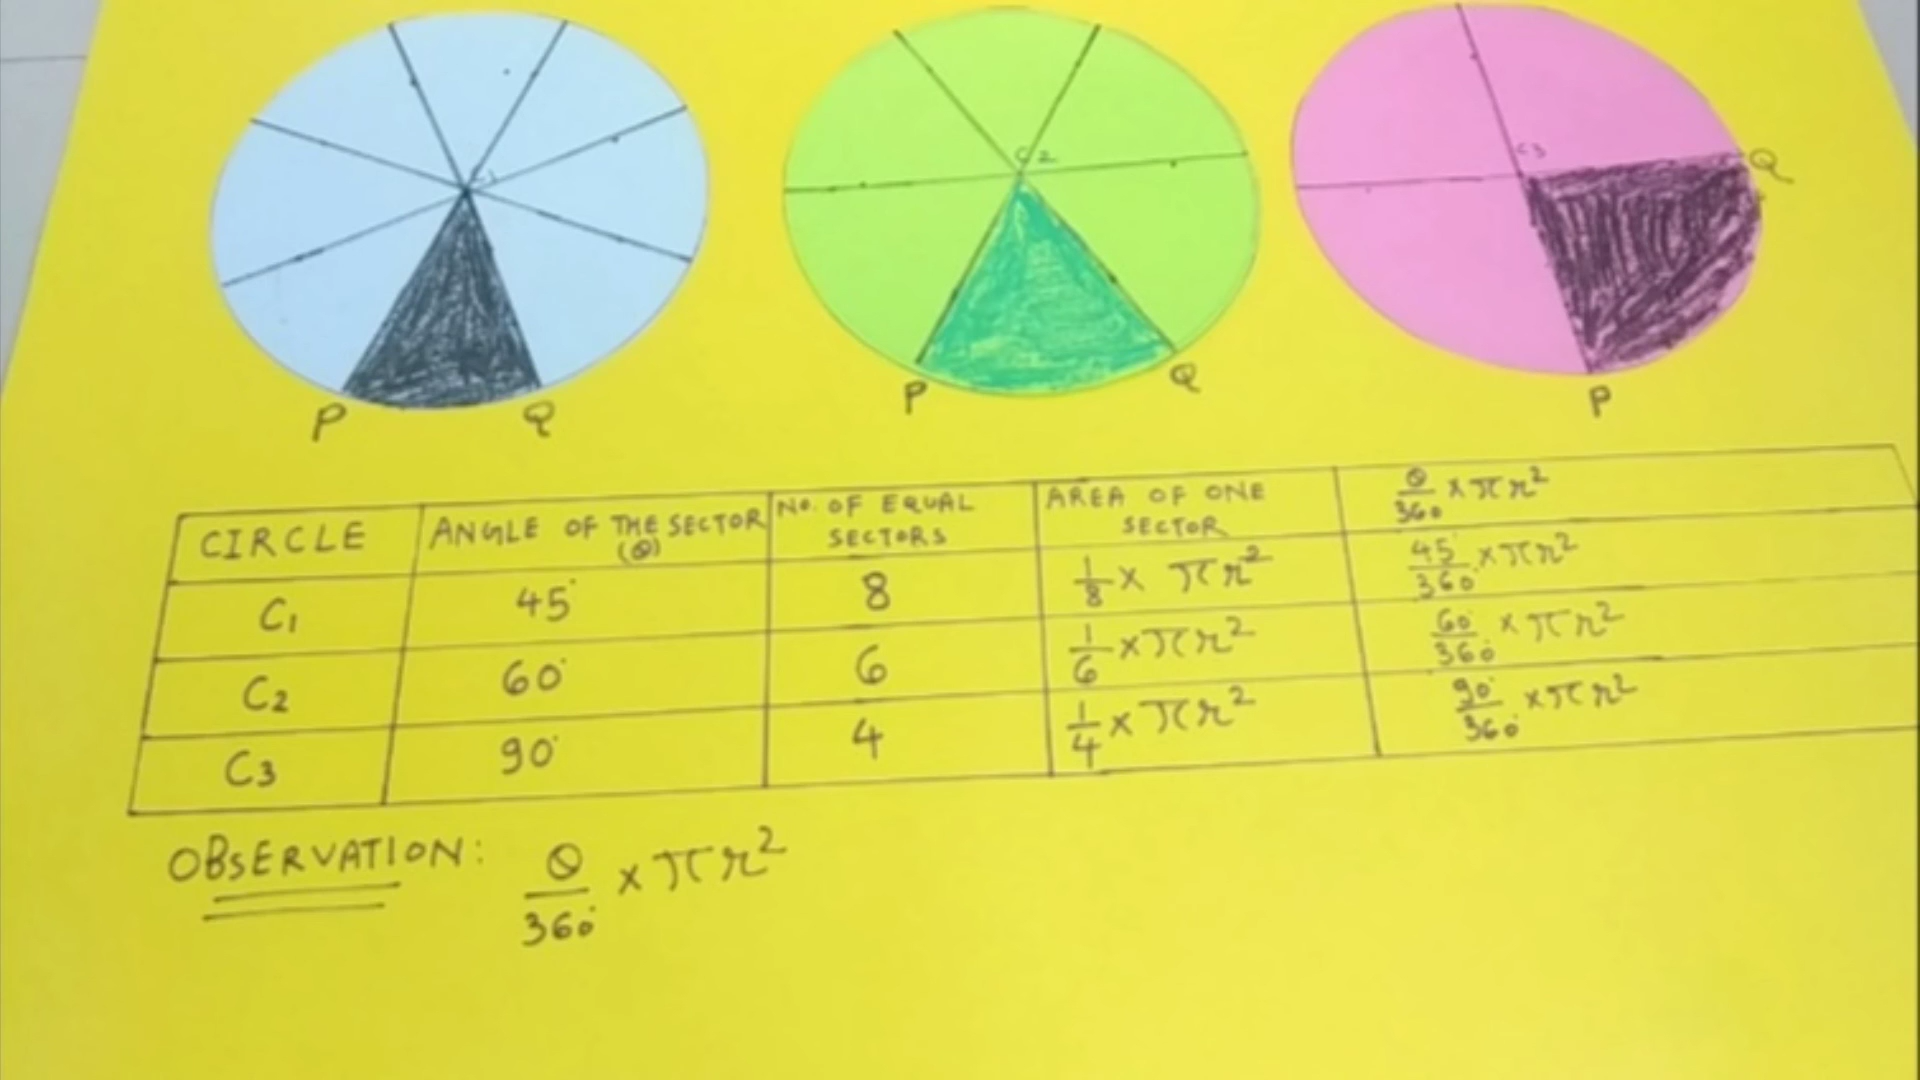 C1
C2
C3
P Q
P Q
Q
P
CIRCLE
ANGLE OF THE SECTOR (θ)
No. OF EQUAL SECTORS
AREA OF ONE SECTOR
θ/360° × πr²
C1 45° 8 1/8 × πr² 45°/360° × πr²
C2 60° 6 1/6 × πr² 60°/360° × πr²
C3 90° 4 1/4 × πr² 90°/360° × πr²
OBSERVATION: θ/360° × πr²